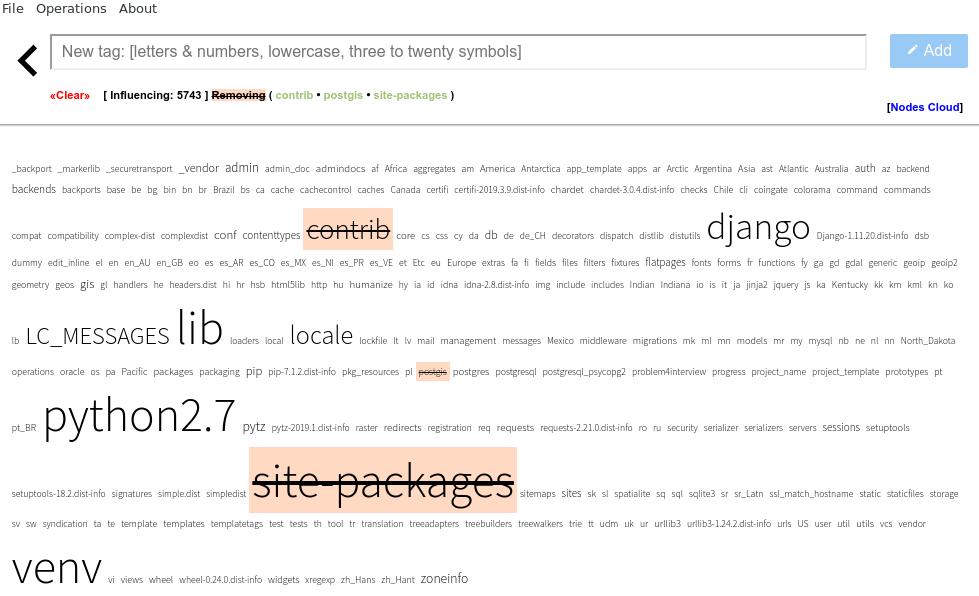 File Operations About
New tag: [letters & numbers, lowercase, three to twenty symbols]
Add
«Clear» [ Influencing: 5743 ] Removing ( contrib • postgis • site-packages )
[Nodes Cloud]
_backport _markerlib _securetransport _vendor admin admin_doc admindocs af Africa aggregates am America Antarctica app_template apps ar Arctic Argentina Asia ast Atlantic Australia auth az backend
backends backports base be bg bin bn br Brazil bs ca cache cachecontrol caches Canada certifi certifi-2019.3.9.dist-info chardet chardet-3.0.4.dist-info checks Chile cli coingate colorama command commands
compat compatibility complex-dist complexdist conf contenttypes contrib core cs css cy da db de de_CH decorators dispatch distlib distutils django Django-1.11.20.dist-info dsb
dummy edit_inline el en en_AU en_GB eo es es_AR es_CO es_MX es_NI es_PR es_VE et Etc eu Europe extras fa fi fields files filters fixtures flatpages fonts forms fr functions fy ga gd gdal generic geoip geoip2
geometry geos gis gl handlers he headers.dist hi hr hsb html5lib http hu humanize hy ia id idna idna-2.8.dist-info img include includes Indian Indiana io is it ja jinja2 jquery js ka Kentucky kk km kml kn ko
lb LC_MESSAGES lib loaders local locale lockfile lt lv mail management messages Mexico middleware migrations mk ml mn models mr my mysql nb ne nl nn North_Dakota
operations oracle os pa Pacific packages packaging pip pip-7.1.2.dist-info pkg_resources pl postgis postgres postgresql postgresql_psycopg2 problem4interview progress project_name project_template prototypes pt
pt_BR python2.7 pytz pytz-2019.1.dist-info raster redirects registration req requests requests-2.21.0.dist-info ro ru security serializer serializers servers sessions setuptools
setuptools-18.2.dist-info signatures simple.dist simpledist site-packages sitemaps sites sk sl spatialite sq sql sqlite3 sr sr_Latn ssl_match_hostname static staticfiles storage
sv sw syndication ta te template templates templatetags test tests th tool tr translation treeadapters treebuilders treewalkers trie tt udm uk ur urllib3 urllib3-1.24.2.dist-info urls US user util utils vcs vendor
venv vi views wheel wheel-0.24.0.dist-info widgets xregexp zh_Hans zh_Hant zoneinfo